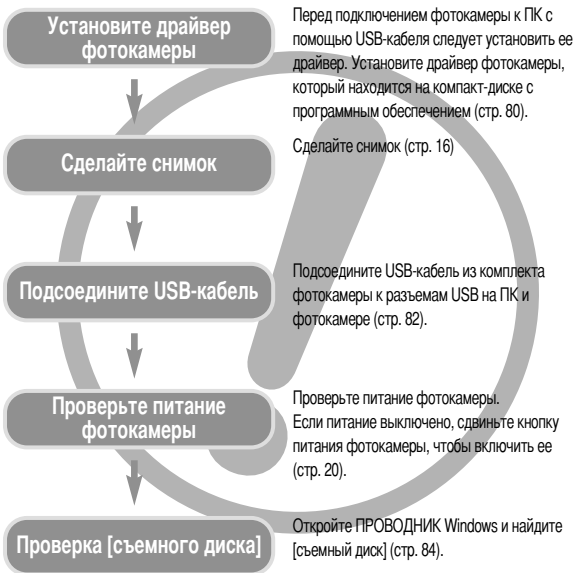 Установите драйвер
фотокамеры
Перед подключением фотокамеры к ПК с
помощью USB-кабеля следует установить ее
драйвер. Установите драйвер фотокамеры,
который находится на компакт-диске с
программным обеспечением (стр. 80).
Сделайте снимок
Сделайте снимок (стр. 16)
Подсоедините USB-кабель
Подсоедините USB-кабель из комплекта
фотокамеры к разъемам USB на ПК и
фотокамере (стр. 82).
Проверьте питание
фотокамеры
Проверьте питание фотокамеры.
Если питание выключено, сдвиньте кнопку
питания фотокамеры, чтобы включить ее
(стр. 20).
Проверка [съемного диска]
Откройте ПРОВОДНИК Windows и найдите
[съемный диск] (стр. 84).